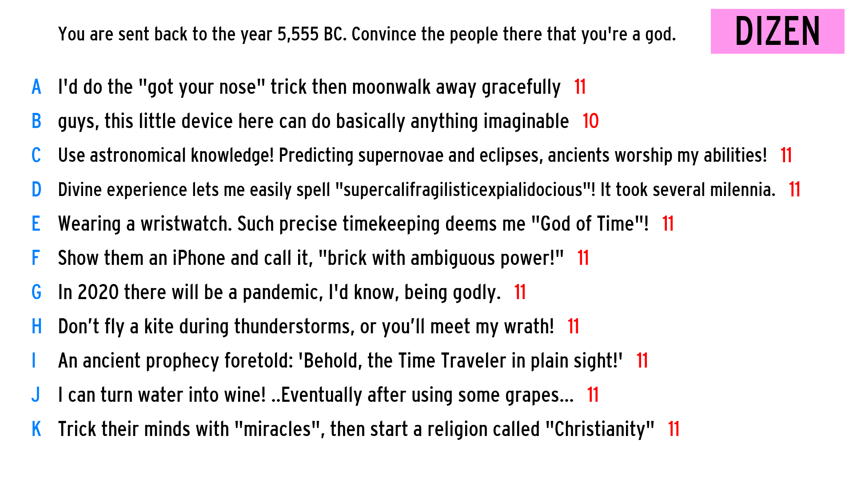 You are sent back to the year 5,555 BC. Convince the people there that you're a god.
DIZEN
A I'd do the "got your nose" trick then moonwalk away gracefully 11
B guys, this little device here can do basically anything imaginable 10
C Use astronomical knowledge! Predicting supernovae and eclipses, ancients worship my abilities! 11
D Divine experience lets me easily spell "supercalifragilisticexpialidocious"! It took several milennia. 11
E Wearing a wristwatch. Such precise timekeeping deems me "God of Time"! 11
F Show them an iPhone and call it, "brick with ambiguous power!" 11
G In 2020 there will be a pandemic, I'd know, being godly. 11
H Don’t fly a kite during thunderstorms, or you’ll meet my wrath! 11
I An ancient prophecy foretold: 'Behold, the Time Traveler in plain sight!' 11
J I can turn water into wine! ..Eventually after using some grapes... 11
K Trick their minds with "miracles", then start a religion called "Christianity" 11